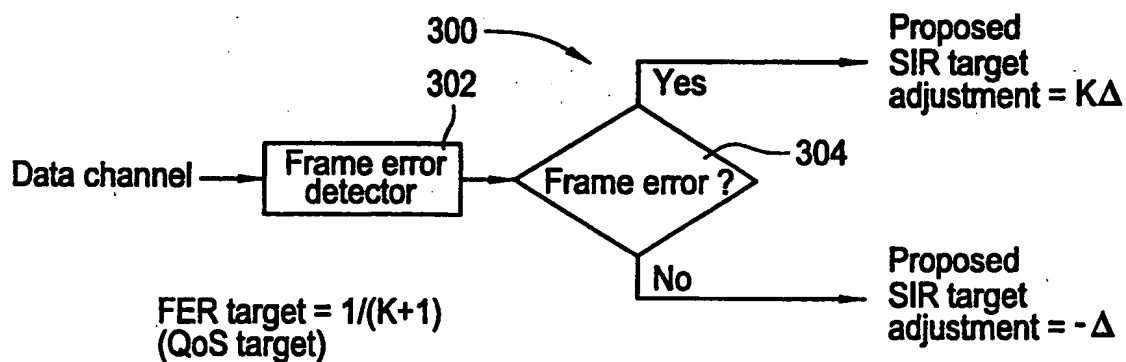 300
Yes
Proposed
SIR target
adjustment = KΔ
302
Data channel
Frame error
detector
Frame error ?
304
No
Proposed
SIR target
adjustment = -Δ
FER target = 1/(K+1)
(QoS target)